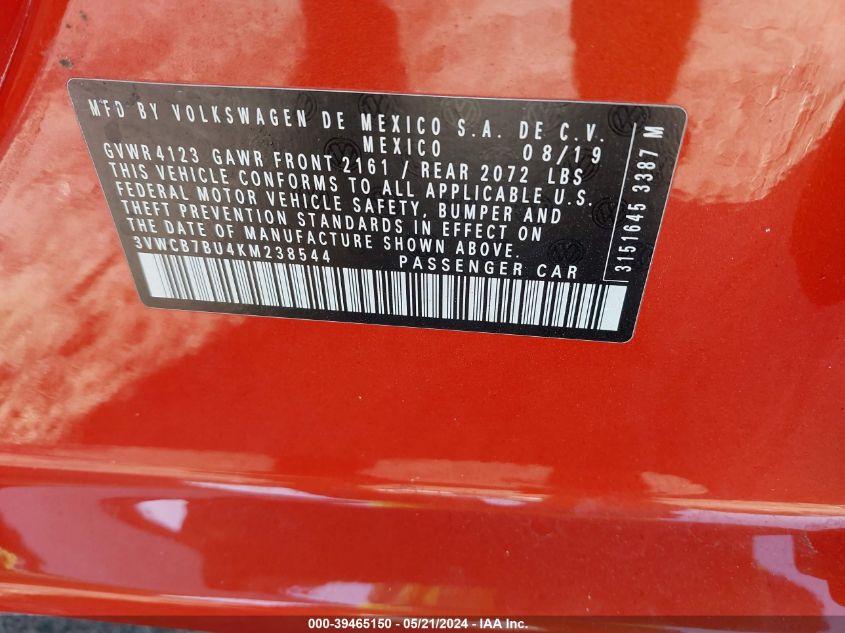 MFD BY VOLKSWAGEN DE MEXICO S.A. DE C.V.
MEXICO 08/19
GVWR4123 GAWR FRONT 2161 / REAR 2072 LBS
THIS VEHICLE CONFORMS TO ALL APPLICABLE U.S.
FEDERAL MOTOR VEHICLE SAFETY, BUMPER AND
THEFT PREVENTION STANDARDS IN EFFECT ON
THE DATE OF MANUFACTURE SHOWN ABOVE.
3VWCB7BU4KM238544 PASSENGER CAR
3151645 3387 M
000-39465150 - 05/21/2024 - IAA Inc.